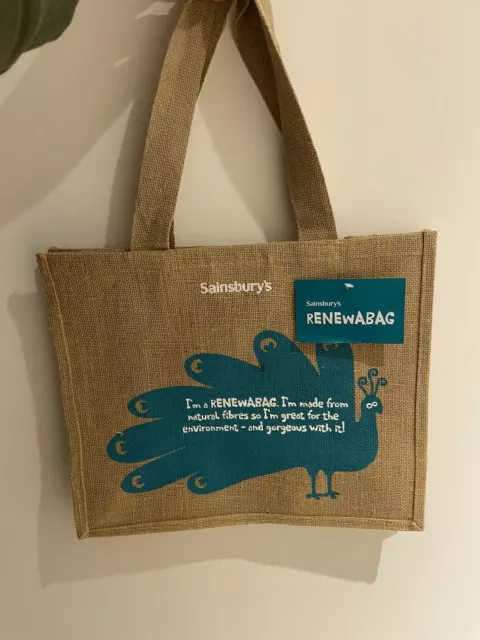 Sainsbury's
Sainsbury's
RENEWABAG
I'm a RENEWABAG. I'm made from
natural fibres so I'm great for the
environment - and gorgeous with it!